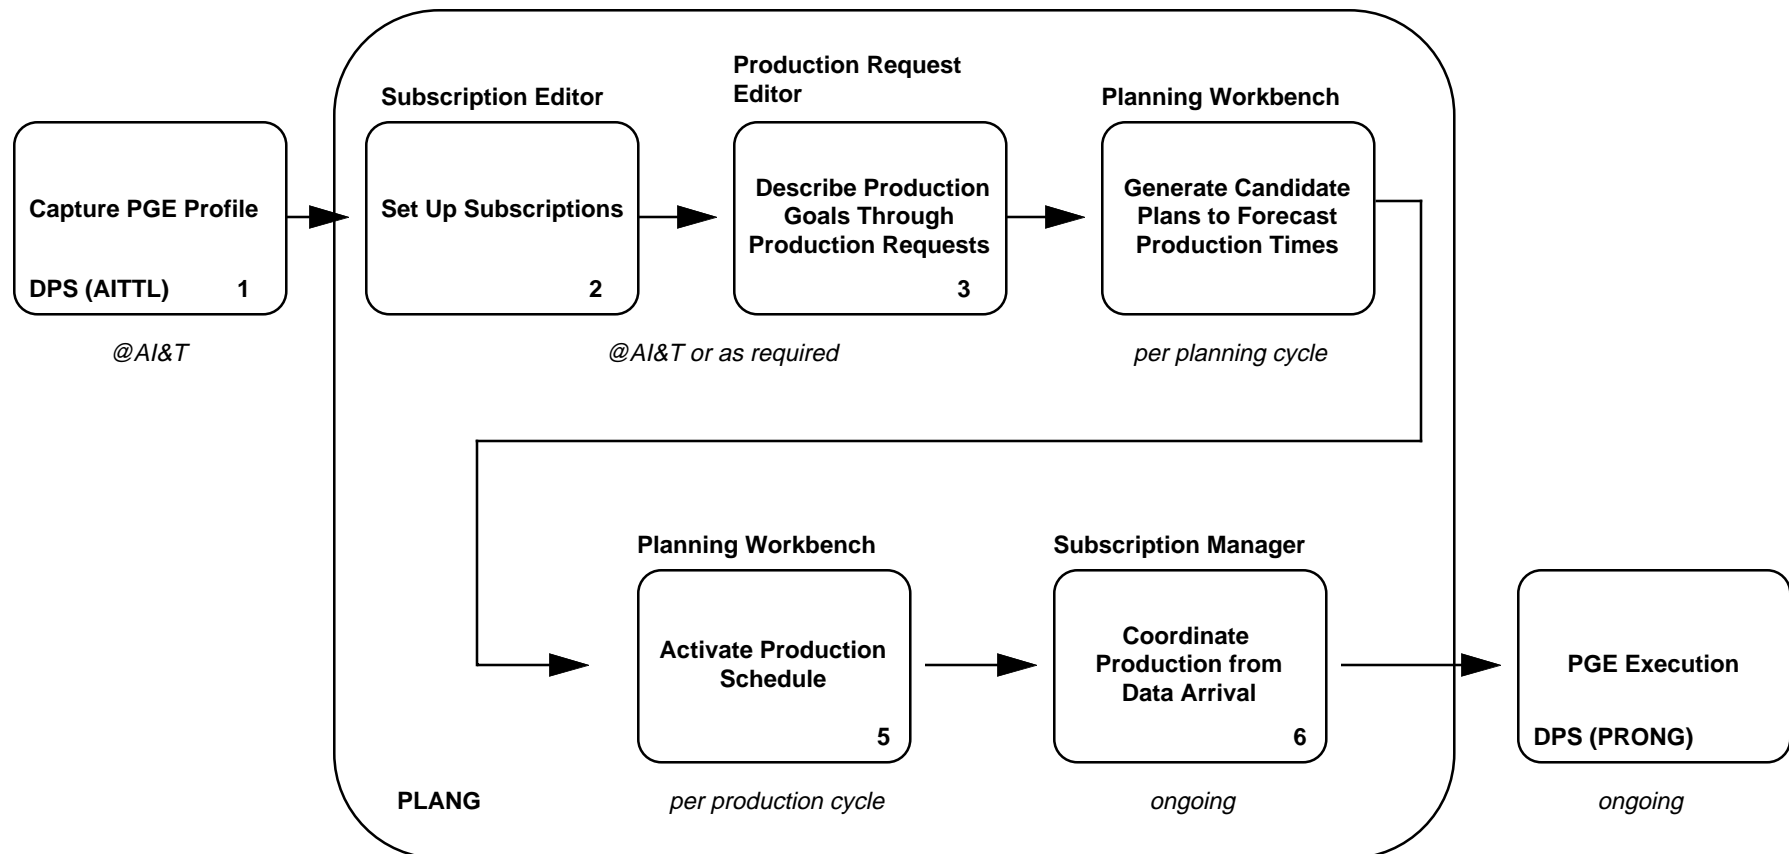 Production Request
Editor
Subscription Editor
Planning Workbench
Capture PGE Profile
DPS (AITTL) 1
Set Up Subscriptions
2
Describe Production
Goals Through
Production Requests
3
Generate Candidate
Plans to Forecast
Production Times
@AI&T
@AI&T or as required
per planning cycle
Planning Workbench
Subscription Manager
Activate Production
Schedule
5
Coordinate
Production from
Data Arrival
6
PGE Execution
DPS (PRONG)
PLANG
per production cycle
ongoing
ongoing